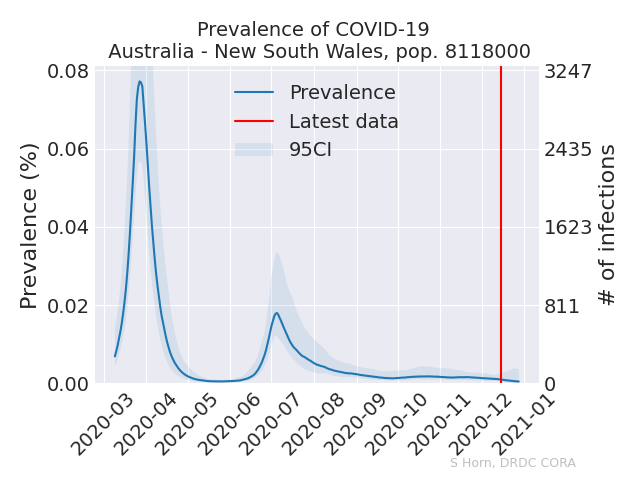 Prevalence of COVID-19
Australia - New South Wales, pop. 8118000
Prevalence
Latest data
95CI
Prevalence (%)
0.08
0.06
0.04
0.02
0.00
3247
2435
1623
811
0
# of infections
2020-03
2020-04
2020-05
2020-06
2020-07
2020-08
2020-09
2020-10
2020-11
2020-12
2021-01
S Horn, DRDC CORA